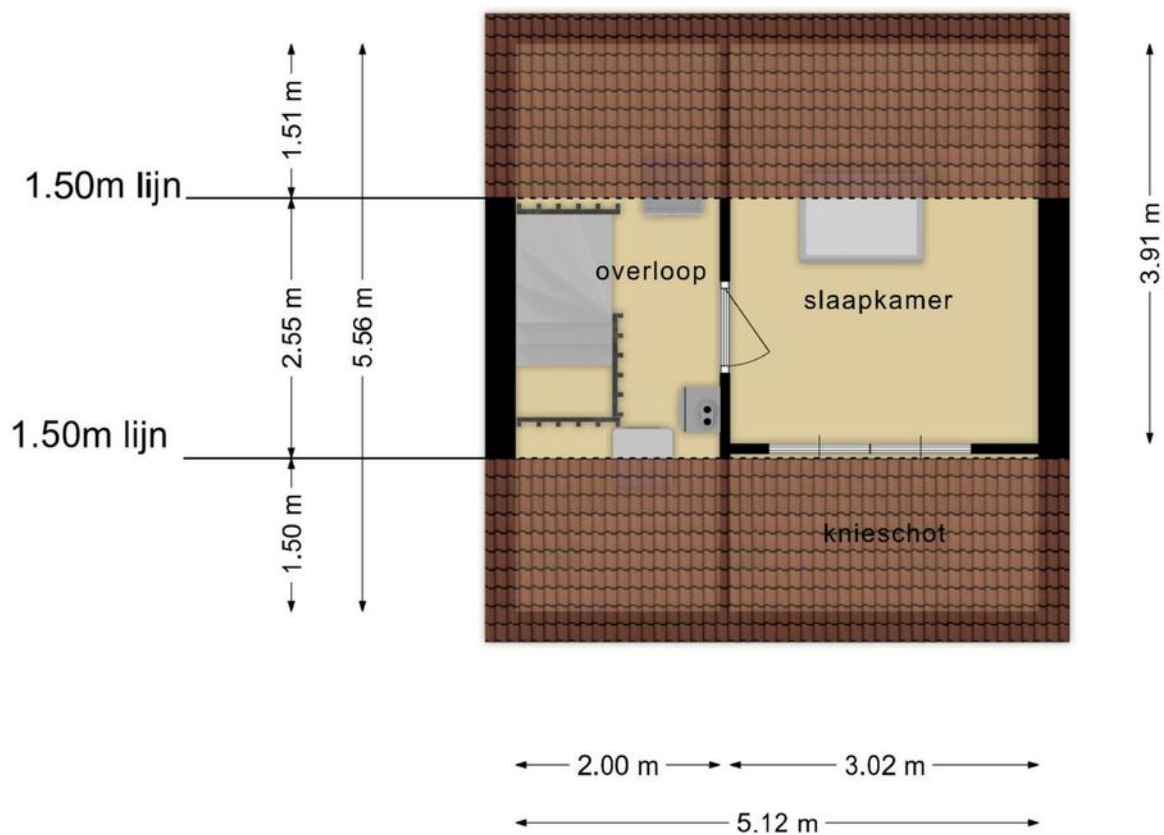 1.51 m
1.50m lijn
2.55 m
5.56 m
3.91 m
overloop
slaapkamer
1.50m lijn
1.50 m
knieschot
2.00 m
3.02 m
5.12 m